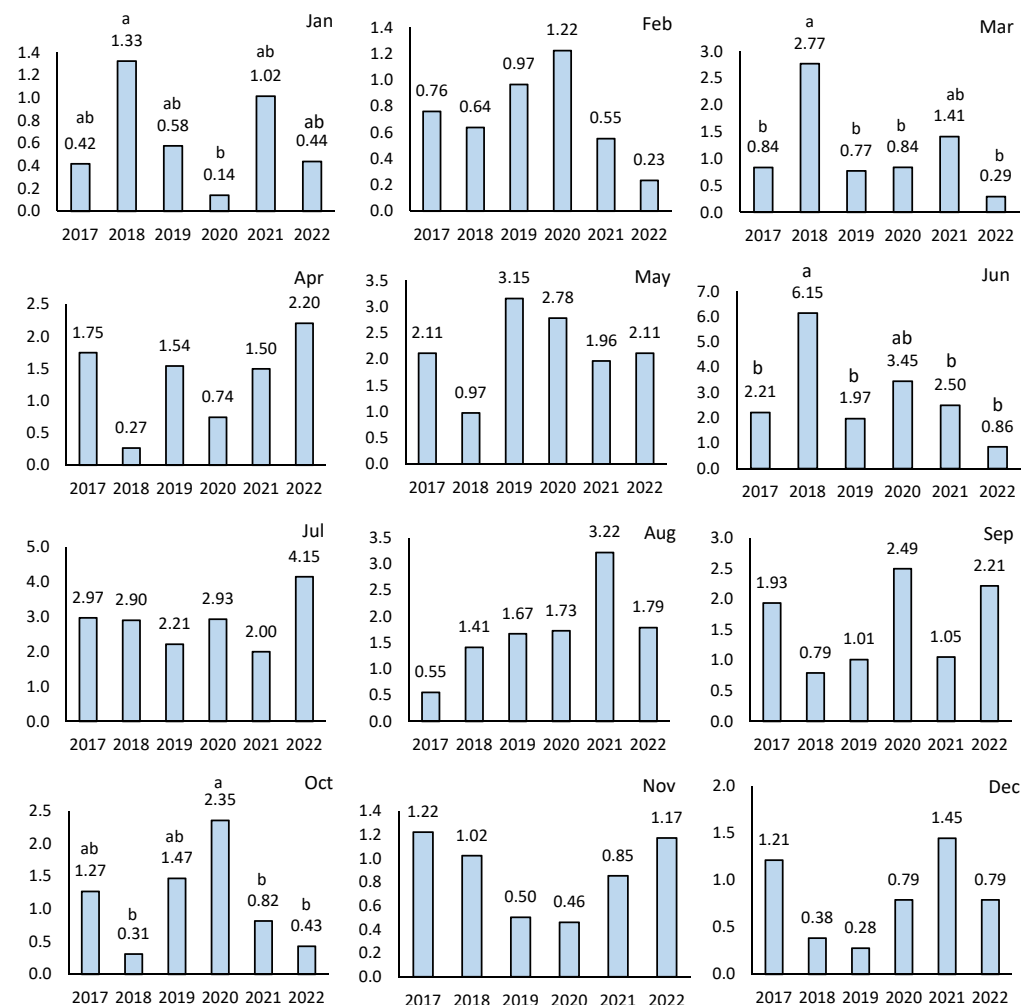 Jan
a
1.33
ab
1.02
ab
0.42
ab
0.58
b
0.14
ab
0.44
1.4
1.2
1.0
0.8
0.6
0.4
0.2
0.0
2017 2018 2019 2020 2021 2022
Feb
0.76 0.64 0.97 1.22 0.55 0.23
1.4
1.2
1.0
0.8
0.6
0.4
0.2
0.0
2017 2018 2019 2020 2021 2022
Mar
b a b b ab b
0.84 2.77 0.77 0.84 1.41 0.29
3.0
2.5
2.0
1.5
1.0
0.5
0.0
2017 2018 2019 2020 2021 2022
Apr
1.75 0.27 1.54 0.74 1.50 2.20
2.5
2.0
1.5
1.0
0.5
0.0
2017 2018 2019 2020 2021 2022
May
2.11 0.97 3.15 2.78 1.96 2.11
3.5
3.0
2.5
2.0
1.5
1.0
0.5
0.0
2017 2018 2019 2020 2021 2022
Jun
b a b ab b b
2.21 6.15 1.97 3.45 2.50 0.86
7.0
6.0
5.0
4.0
3.0
2.0
1.0
0.0
2017 2018 2019 2020 2021 2022
Jul
2.97 2.90 2.21 2.93 2.00 4.15
5.0
4.0
3.0
2.0
1.0
0.0
2017 2018 2019 2020 2021 2022
Aug
0.55 1.41 1.67 1.73 3.22 1.79
3.5
3.0
2.5
2.0
1.5
1.0
0.5
0.0
2017 2018 2019 2020 2021 2022
Sep
1.93 0.79 1.01 2.49 1.05 2.21
3.0
2.5
2.0
1.5
1.0
0.5
0.0
2017 2018 2019 2020 2021 2022
Oct
ab b ab a b b
1.27 0.31 1.47 2.35 0.82 0.43
2.5
2.0
1.5
1.0
0.5
0.0
2017 2018 2019 2020 2021 2022
Nov
1.22 1.02 0.50 0.46 0.85 1.17
1.4
1.2
1.0
0.8
0.6
0.4
0.2
0.0
2017 2018 2019 2020 2021 2022
Dec
1.21 0.38 0.28 0.79 1.45 0.79
2.0
1.5
1.0
0.5
0.0
2017 2018 2019 2020 2021 2022